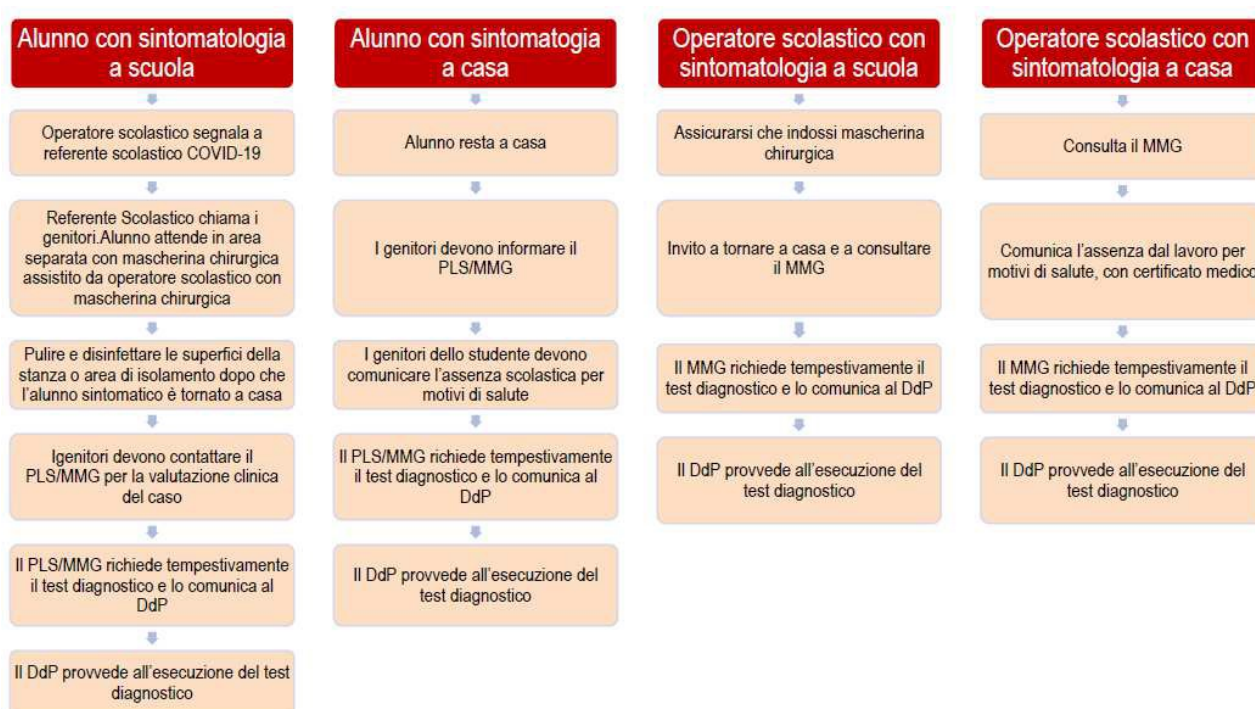 Alunno con sintomatologia
a scuola
Operatore scolastico segnala a
referente scolastico COVID-19
Referente Scolastico chiama i
genitori.Alunno attende in area
separata con mascherina chirurgica
assistito da operatore scolastico con
mascherina chirurgica
Pulire e disinfettare le superfici della
stanza o area di isolamento dopo che
l'alunno sintomatico è tornato a casa
Igenitori devono contattare il
PLS/MMG per la valutazione clinica
del caso
Il PLS/MMG richiede tempestivamente
il test diagnostico e lo comunica al
DdP
Il DdP provvede all'esecuzione del test
diagnostico
Alunno con sintomatogia
a casa
Alunno resta a casa
I genitori devono informare il
PLS/MMG
I genitori dello studente devono
comunicare l'assenza scolastica per
motivi di salute
Il PLS/MMG richiede tempestivamente
il test diagnostico e lo comunica al
DdP
Il DdP provvede all'esecuzione del
test diagnostico
Operatore scolastico con
sintomatologia a scuola
Assicurarsi che indossi mascherina
chirurgica
Invito a tornare a casa e a consultare
il MMG
Il MMG richiede tempestivamente il
test diagnostico e lo comunica al DdP
Il DdP provvede all'esecuzione del
test diagnostico
Operatore scolastico con
sintomatologia a casa
Consulta il MMG
Comunica l'assenza dal lavoro per
motivi di salute, con certificato medico
Il MMG richiede tempestivamente il
test diagnostico e lo comunica al DdP
Il DdP provvede all'esecuzione del
test diagnostico